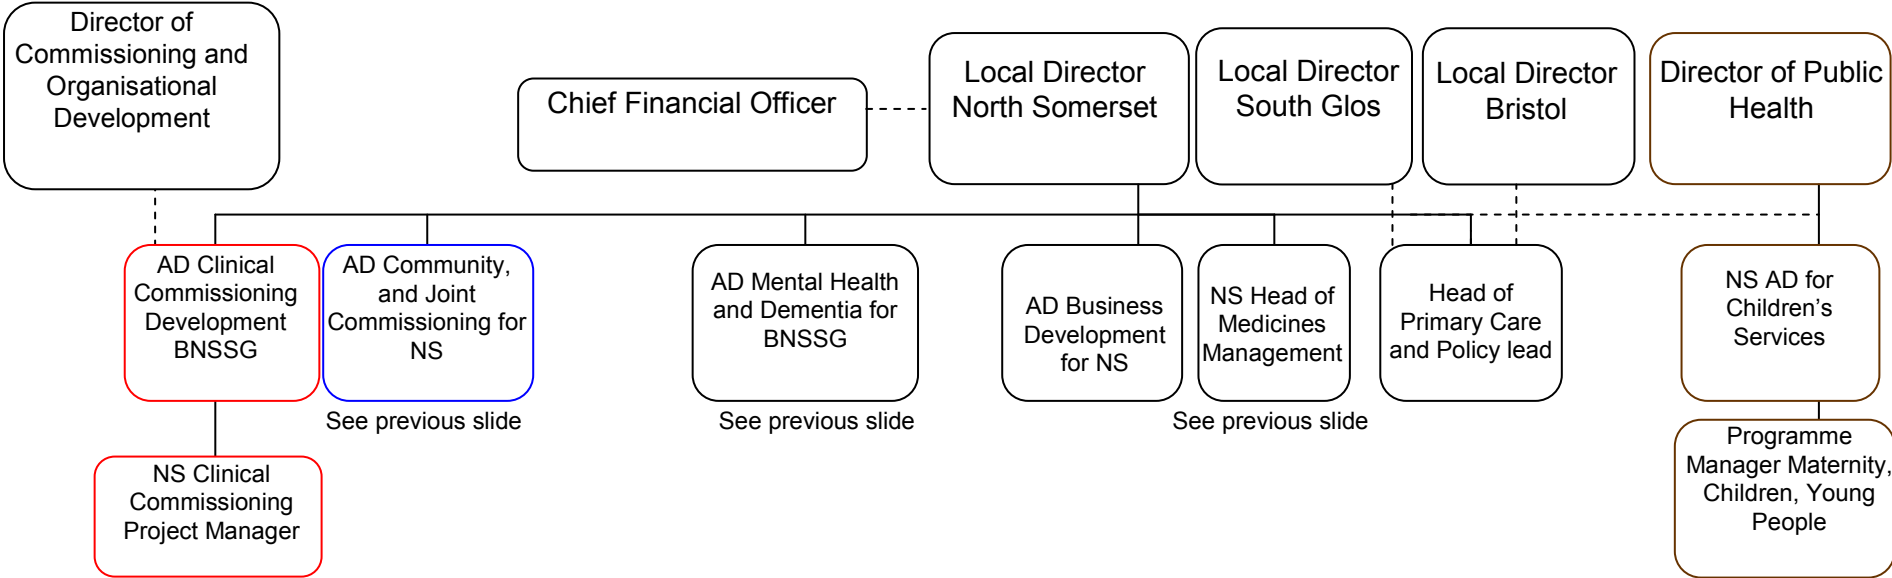 Director of
Commissioning and
Organisational
Development
Chief Financial Officer
Local Director
North Somerset
Local Director
South Glos
Local Director
Bristol
Director of Public
Health
AD Clinical
Commissioning
Development
BNSSG
AD Community,
and Joint
Commissioning for
NS
AD Mental Health
and Dementia for
BNSSG
AD Business
Development
for NS
NS Head of
Medicines
Management
Head of
Primary Care
and Policy lead
NS AD for
Children’s
Services
See previous slide
See previous slide
See previous slide
NS Clinical
Commissioning
Project Manager
Programme
Manager Maternity,
Children, Young
People